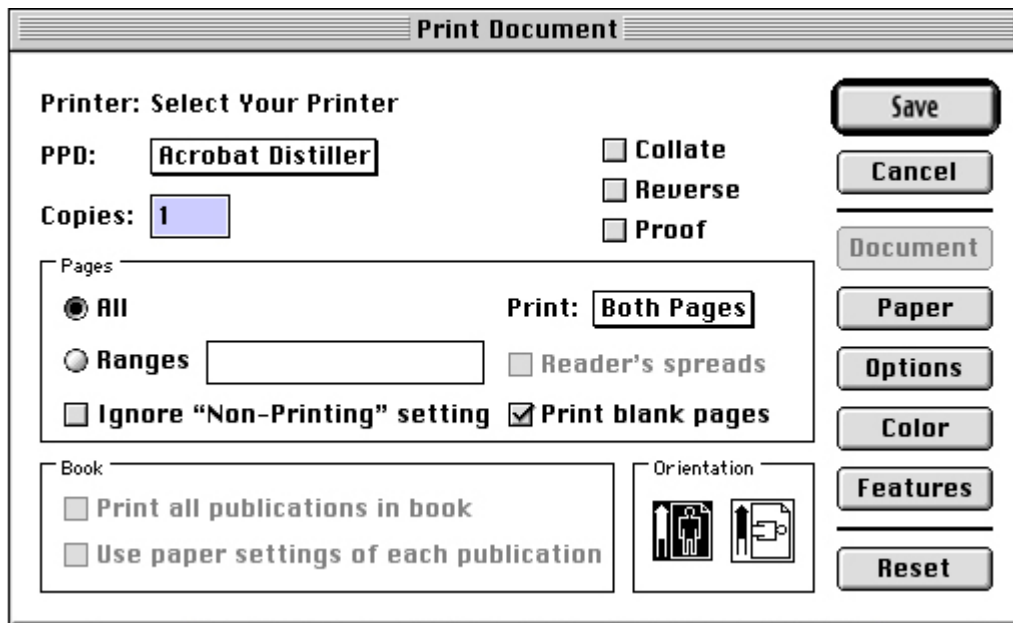 Print Document
Printer: Select Your Printer
Save
PPD: Acrobat Distiller
Collate
Cancel
Reverse
Copies: 1
Proof
Document
Pages
All
Print: Both Pages
Paper
Ranges
Reader's spreads
Options
Ignore “Non-Printing” setting
Print blank pages
Color
Book
Orientation
Print all publications in book
Features
Use paper settings of each publication
Reset